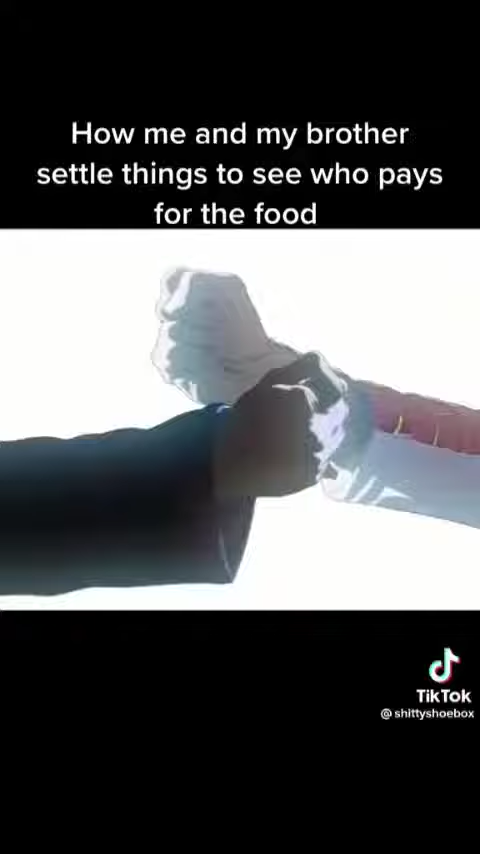 How me and my brother
settle things to see who pays
for the food
TikTok
@ shittyshoebox